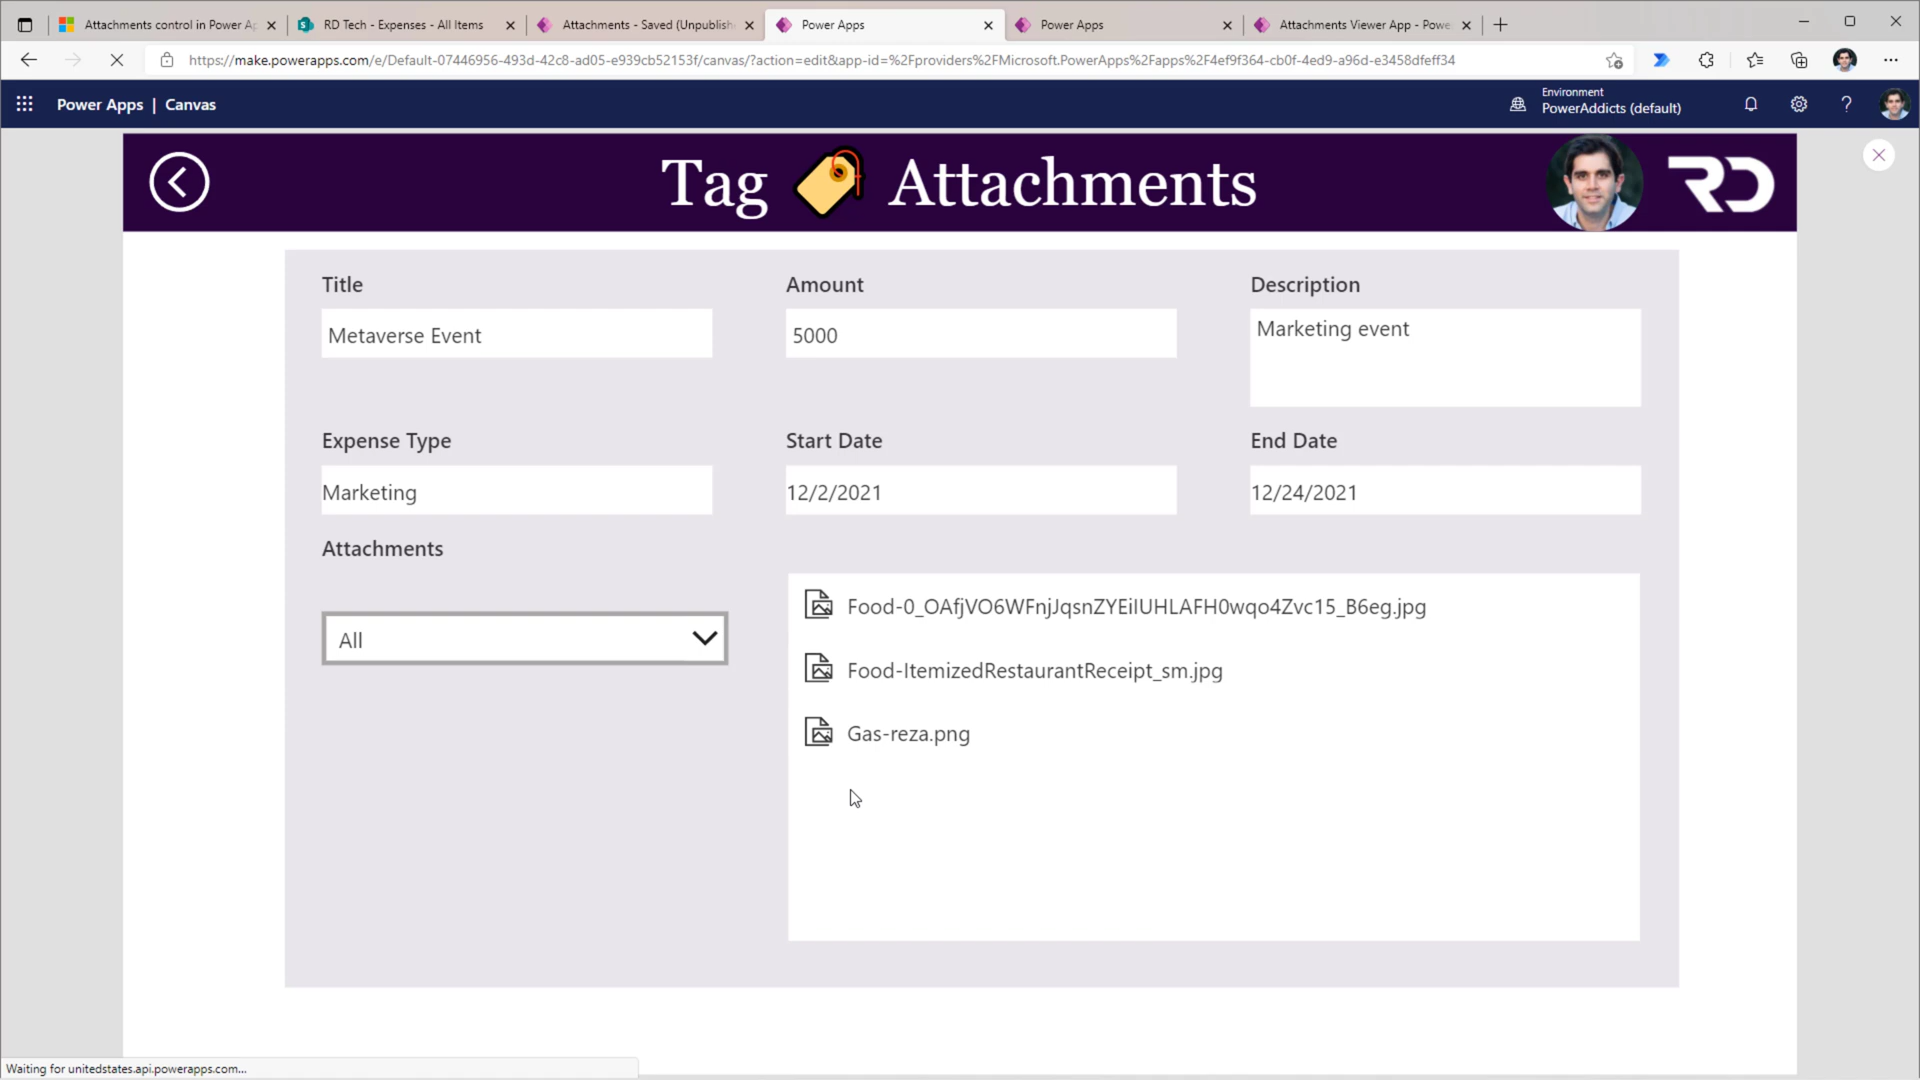 Attachments control in Power Ap
RD Tech - Expenses - All Items
Attachments - Saved (Unpublish
Power Apps
Power Apps
Attachments Viewer App - Powe
https://make.powerapps.com/e/Default-07446956-493d-42c8-ad05-e939cb52153f/canvas/?action=edit&app-id=%2Fproviders%2FMicrosoft.PowerApps%2Fapps%2F4ef9f364-cb0f-4ed9-a96d-e3458dfeff34
Power Apps | Canvas
Environment
PowerAddicts (default)
Tag Attachments
RD
Title
Amount
Description
Metaverse Event
5000
Marketing event
Expense Type
Start Date
End Date
Marketing
12/2/2021
12/24/2021
Attachments
All
Food-0_OAfjVO6WFnjJqsnZYEiIUHLAFH0wqo4Zvc15_B6eg.jpg
Food-ItemizedRestaurantReceipt_sm.jpg
Gas-reza.png
Waiting for unitedstates.api.powerapps.com...